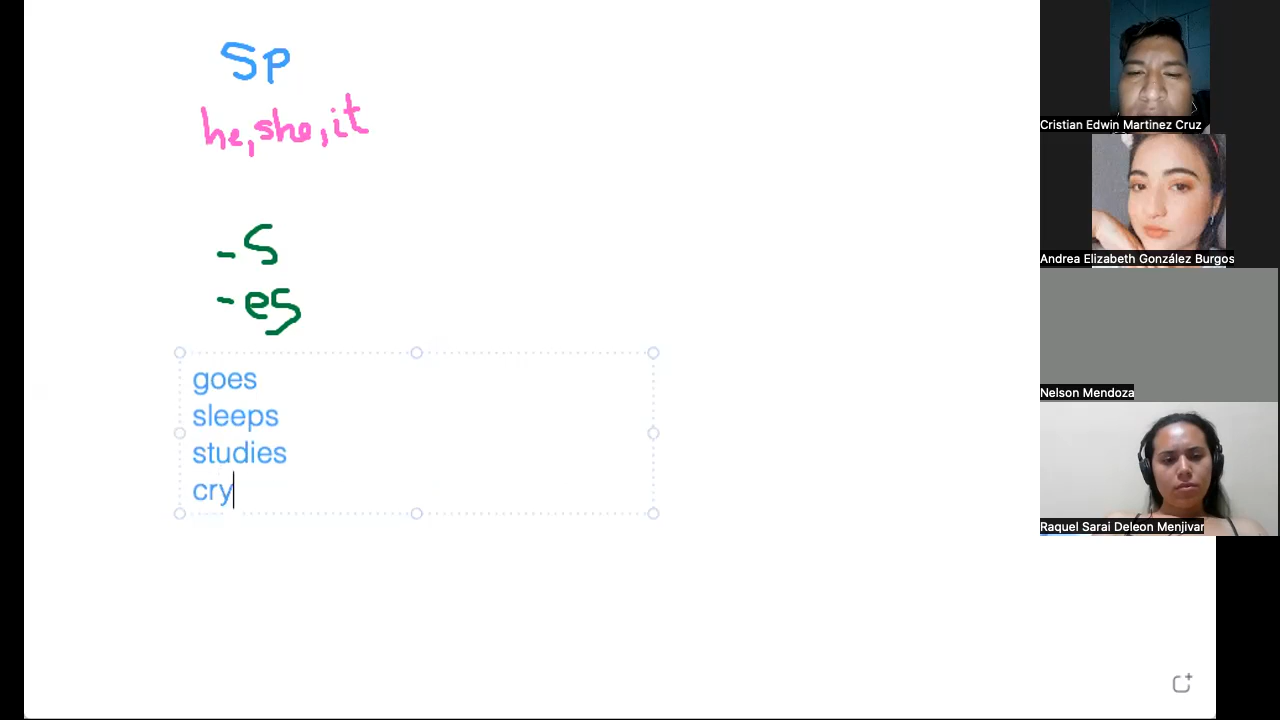 Sp
he, she, it
-S
-es
goes
sleeps
studies
cry
Cristian Edwin Martinez Cruz
Andrea Elizabeth González Burgos
Nelson Mendoza
Raquel Sarai Deleon Menjivar